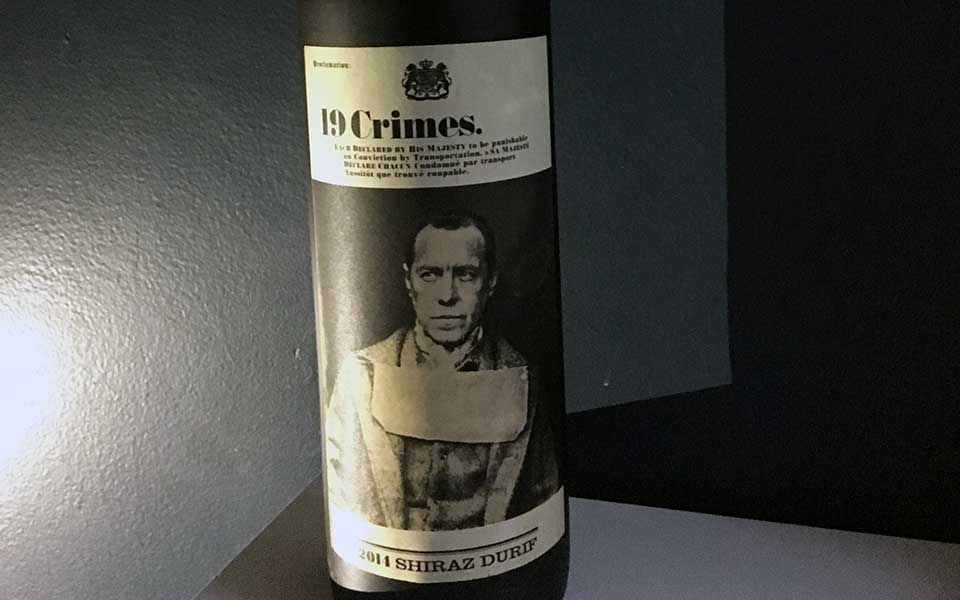 Proclamation:
19 Crimes.
EACH DECLARED BY HIS MAJESTY to be punishable
on Conviction by Transportation. SA MAJESTÉ
DÉCLARE CHACUN Condamné par transport
Aussitôt que trouvé coupable.
2014 SHIRAZ DURIF